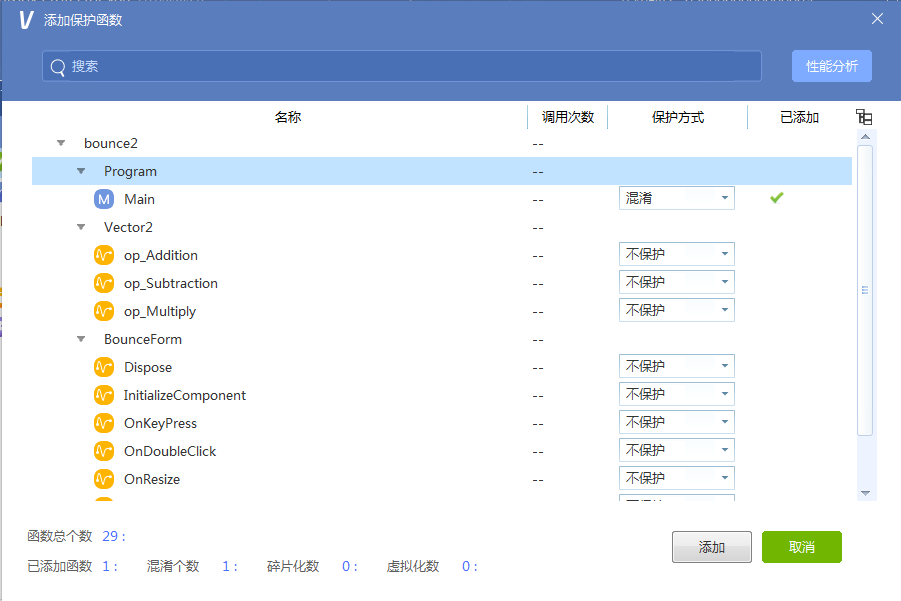 V 添加保护函数
搜索 性能分析
名称 调用次数 保护方式 已添加
bounce2 --
Program --
M Main -- 混淆
Vector2 --
op_Addition -- 不保护
op_Subtraction -- 不保护
op_Multiply -- 不保护
BounceForm --
Dispose -- 不保护
InitializeComponent -- 不保护
OnKeyPress -- 不保护
OnDoubleClick -- 不保护
OnResize -- 不保护
函数总个数 29 :
已添加函数 1 : 混淆个数 1 : 碎片化数 0 : 虚拟化数 0 :
添加 取消